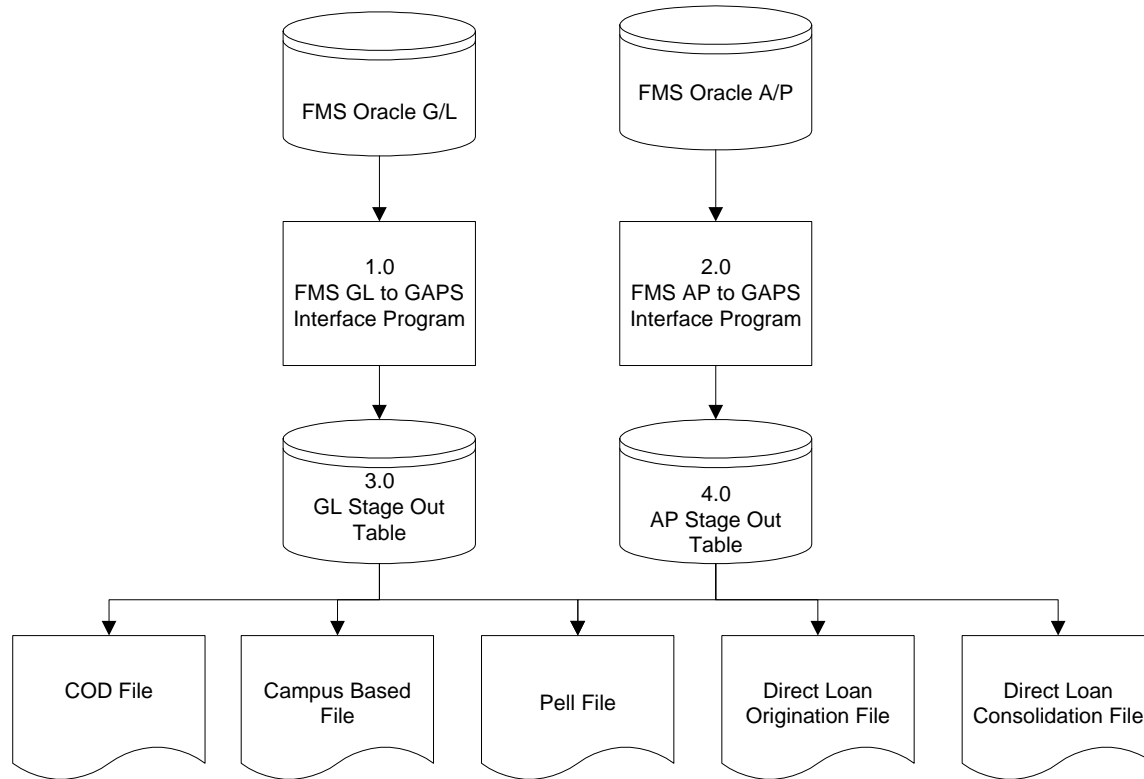 FMS Oracle G/L
FMS Oracle A/P
1.0
FMS GL to GAPS
Interface Program
2.0
FMS AP to GAPS
Interface Program
3.0
GL Stage Out
Table
4.0
AP Stage Out
Table
COD File
Campus Based
File
Pell File
Direct Loan
Origination File
Direct Loan
Consolidation File